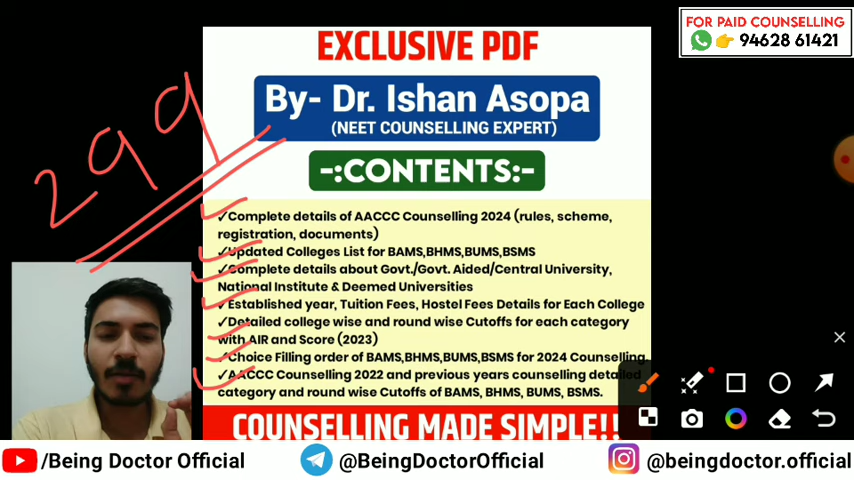 FOR PAID COUNSELLING
94628 61421
EXCLUSIVE PDF
By- Dr. Ishan Asopa
(NEET COUNSELLING EXPERT)
-:CONTENTS:-
299
✓Complete details of AACCC Counselling 2024 (rules, scheme,
registration, documents)
✓Updated Colleges List for BAMS,BHMS,BUMS,BSMS
✓Complete details about Govt./Govt. Aided/Central University,
National Institute & Deemed Universities
✓Established year, Tuition Fees, Hostel Fees Details for Each College
✓Detailed college wise and round wise Cutoffs for each category
with AIR and Score (2023)
✓Choice Filling order of BAMS,BHMS,BUMS,BSMS for 2024 Counselling
✓AACCC Counselling 2022 and previous years counselling detailed
category and round wise Cutoffs of BAMS, BHMS, BUMS, BSMS.
COUNSELLING MADE SIMPLE!!
/Being Doctor Official
@BeingDoctorOfficial
@beingdoctor.official